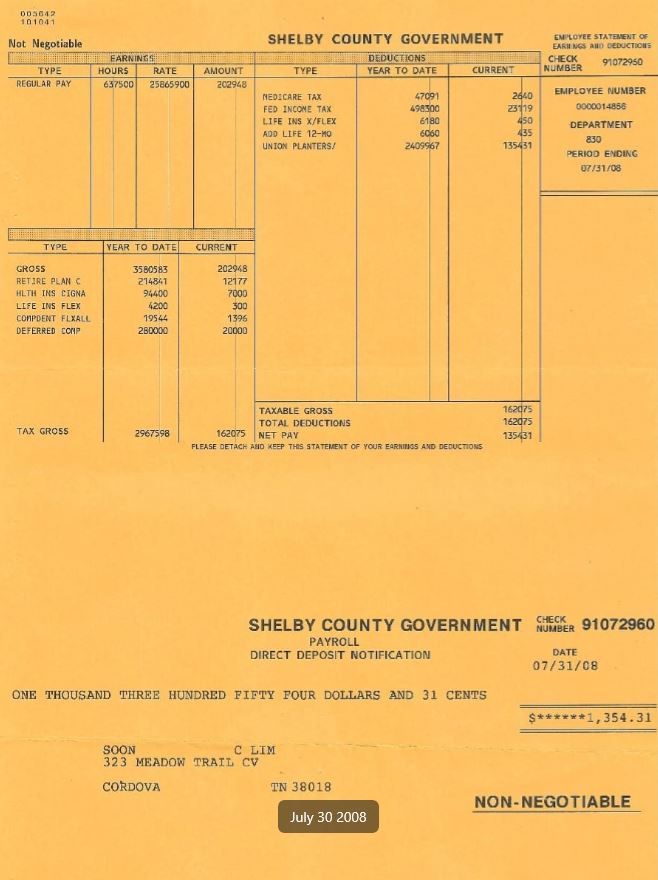 005642
101041
Not Negotiable
SHELBY COUNTY GOVERNMENT
EMPLOYEE STATEMENT OF
EARNINGS AND DEDUCTIONS
CHECK NUMBER 91072960
EMPLOYEE NUMBER
0000014856
DEPARTMENT
830
PERIOD ENDING
07/31/08
EARNINGS
TYPE HOURS RATE AMOUNT
REGULAR PAY 637500 25865900 202948
DEDUCTIONS
TYPE YEAR TO DATE CURRENT
MEDICARE TAX 47091 2640
FED INCOME TAX 498300 23119
LIFE INS X/FLEX 6180 450
ADD LIFE 12-MO 6060 435
UNION PLANTERS/ 2409967 135431
TYPE YEAR TO DATE CURRENT
GROSS 3580583 202948
RETIRE PLAN C 214841 12177
HLTH INS CIGNA 94400 7000
LIFE INS FLEX 4200 300
COMPDENT FLXALL 19544 1396
DEFERRED COMP 280000 20000
TAX GROSS 2967598 162075
TAXABLE GROSS 162075
TOTAL DEDUCTIONS 162075
NET PAY 135431
PLEASE DETACH AND KEEP THIS STATEMENT OF YOUR EARNINGS AND DEDUCTIONS
SHELBY COUNTY GOVERNMENT
CHECK NUMBER 91072960
PAYROLL
DIRECT DEPOSIT NOTIFICATION
DATE
07/31/08
ONE THOUSAND THREE HUNDRED FIFTY FOUR DOLLARS AND 31 CENTS
$******1,354.31
SOON C LIM
323 MEADOW TRAIL CV
CORDOVA TN 38018
NON-NEGOTIABLE
July 30 2008